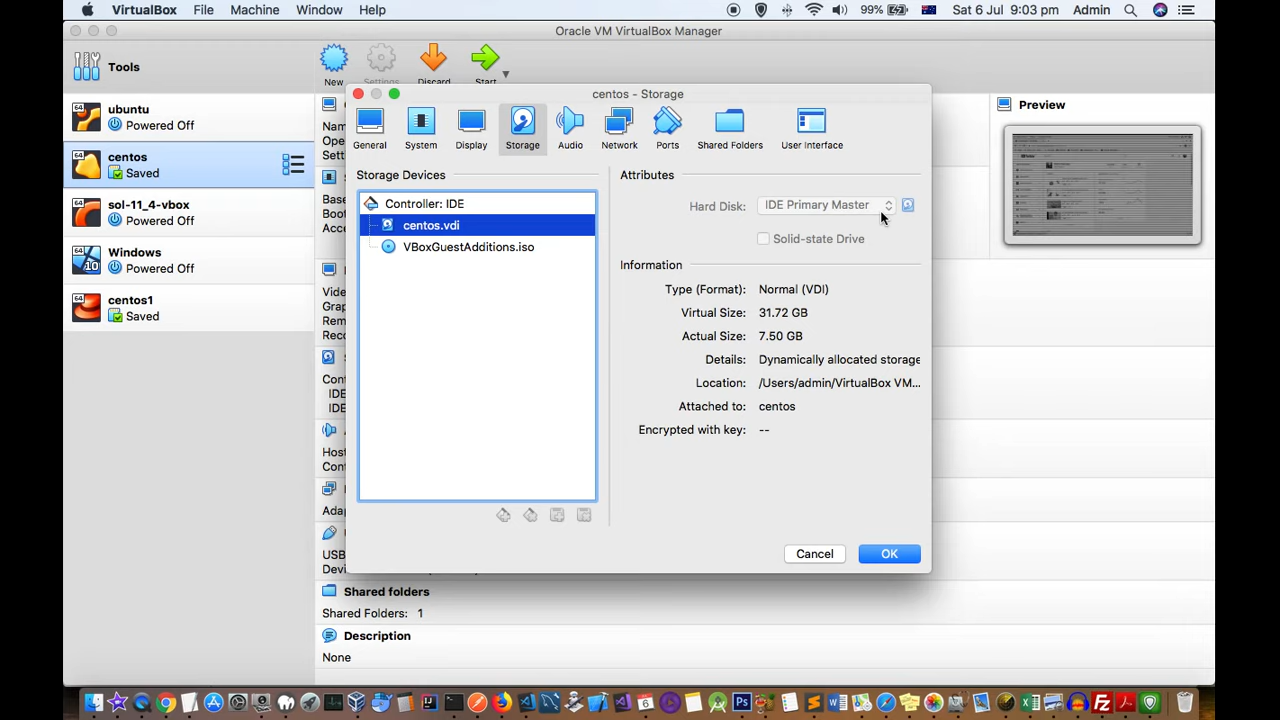 VirtualBox File Machine Window Help 99% Sat 6 Jul 9:03 pm Admin
Oracle VM VirtualBox Manager
Tools
New Settings Discard Start
ubuntu
Powered Off
centos
Saved
sol-11_4-vbox
Powered Off
Windows
Powered Off
centos1
Saved
Preview
centos - Storage
General System Display Storage Audio Network Ports Shared Folders User Interface
Storage Devices
Controller: IDE
centos.vdi
VBoxGuestAdditions.iso
Attributes
Hard Disk: IDE Primary Master
Solid-state Drive
Information
Type (Format): Normal (VDI)
Virtual Size: 31.72 GB
Actual Size: 7.50 GB
Details: Dynamically allocated storage
Location: /Users/admin/VirtualBox VM...
Attached to: centos
Encrypted with key: --
Cancel OK
Shared folders
Shared Folders: 1
Description
None